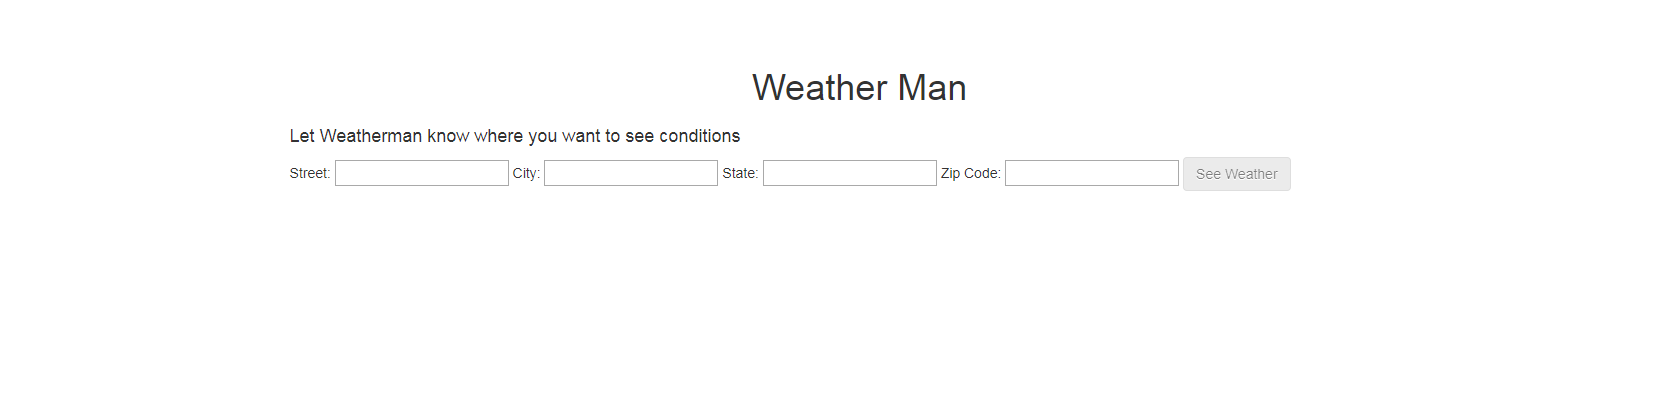 Weather Man
Let Weatherman know where you want to see conditions
Street: City: State: Zip Code: See Weather